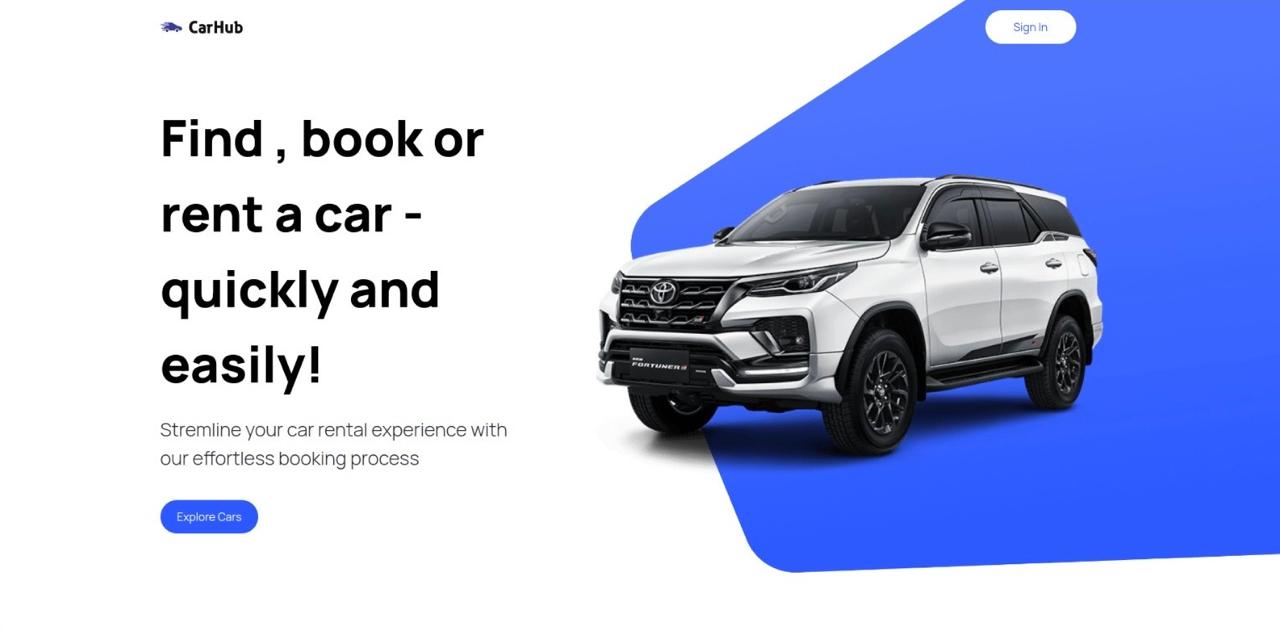 CarHub
Sign In
Find , book or
rent a car -
quickly and
easily!
Stremline your car rental experience with
our effortless booking process
Explore Cars
FORTUNER